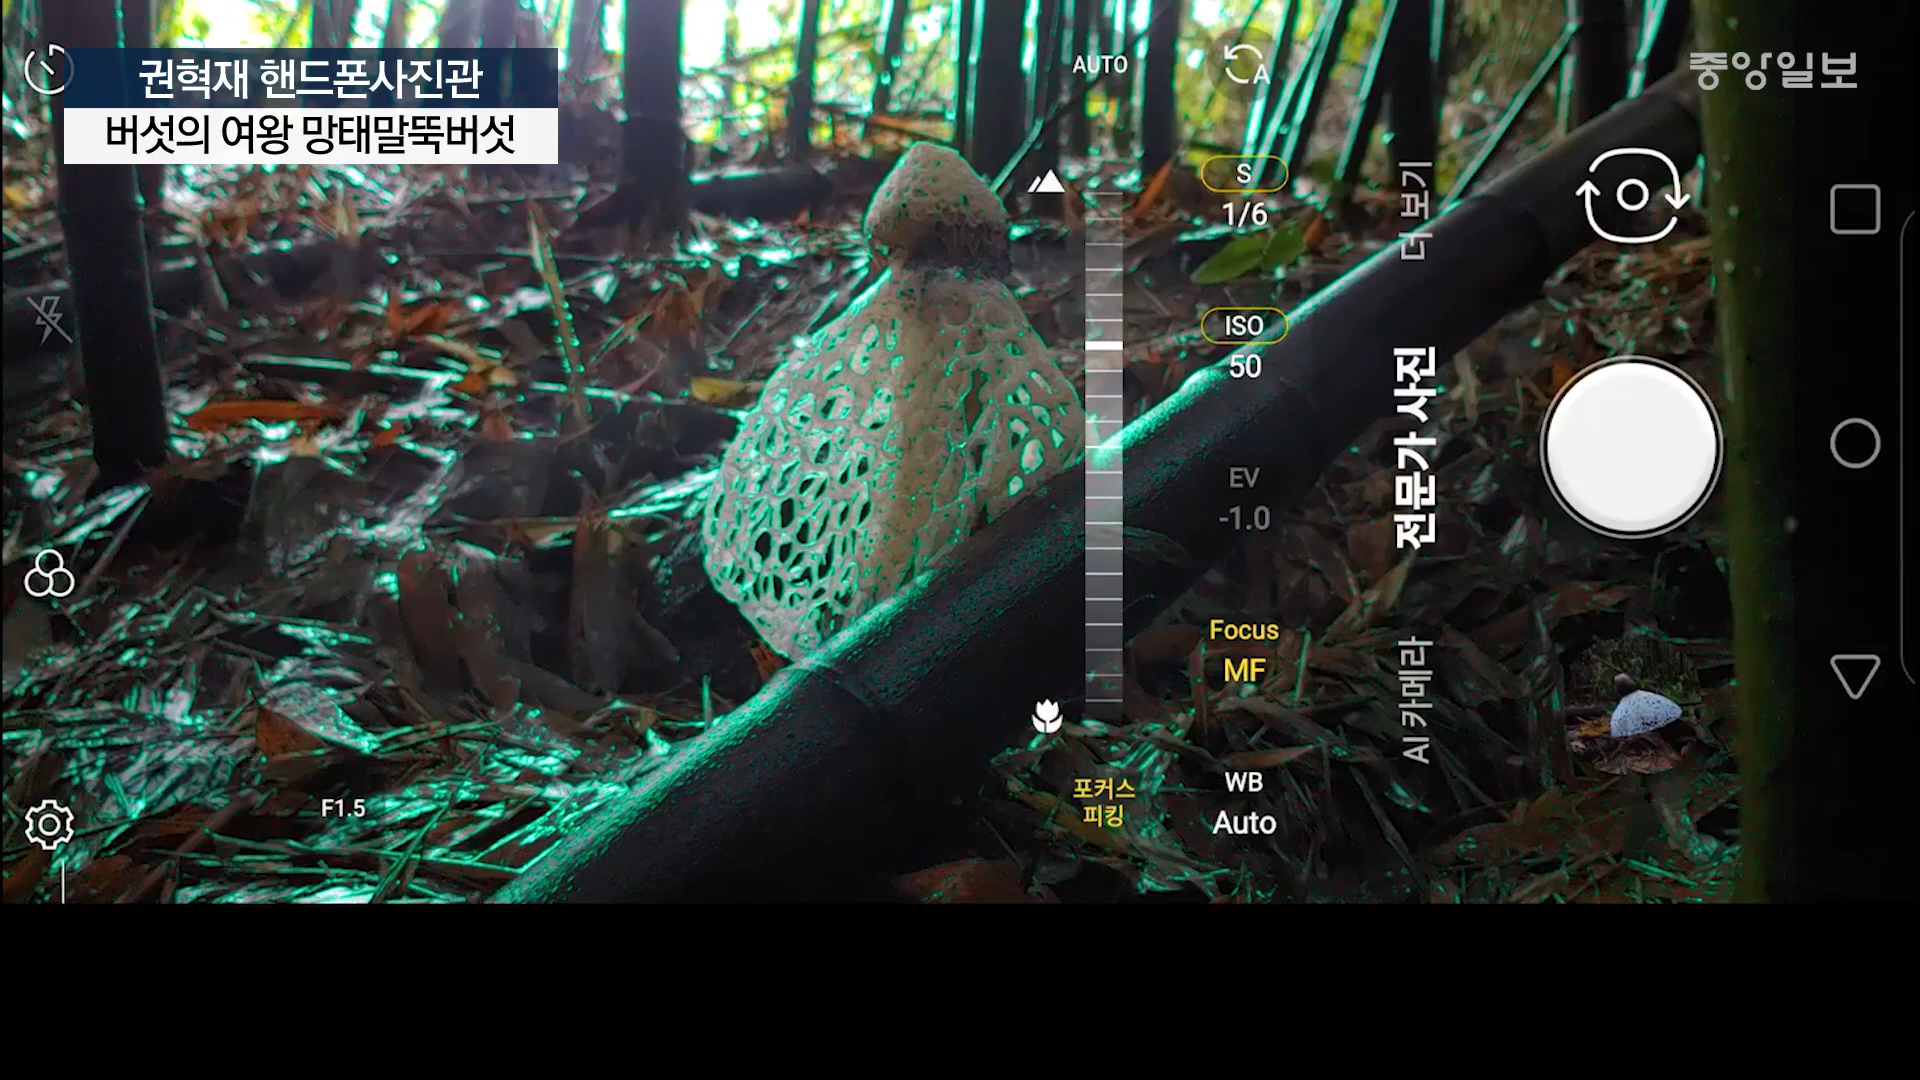 권혁재 핸드폰사진관
버섯의 여왕 망태말뚝버섯
중앙일보
AUTO
A
S
1/6
ISO
50
EV
-1.0
Focus
MF
WB
Auto
포커스
피킹
F1.5
더 보기
전문가 사진
AI 카메라